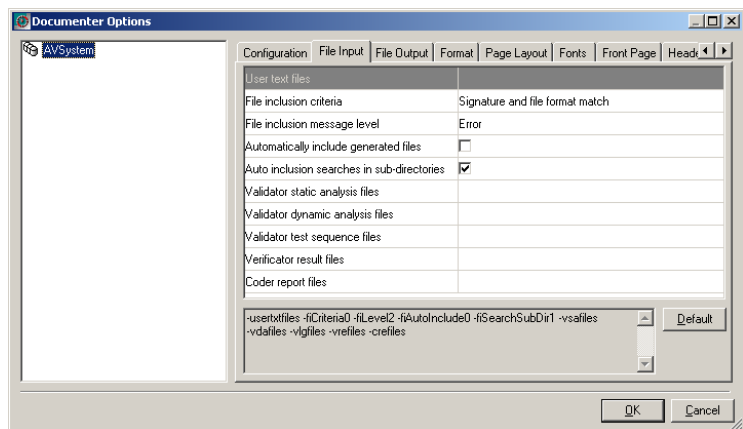 Documenter Options
AVSystem
Configuration File Input File Output Format Page Layout Fonts Front Page Heade
User text files
File inclusion criteria Signature and file format match
File inclusion message level Error
Automatically include generated files
Auto inclusion searches in sub-directories
Validator static analysis files
Validator dynamic analysis files
Validator test sequence files
Verificator result files
Coder report files
-usertxtfiles -fiCriteria0 -fiLevel2 -fiAutoInclude0 -fiSearchSubDir1 -vsafiles
-vdafiles -vlgfiles -vrefiles -crefiles
Default
OK Cancel